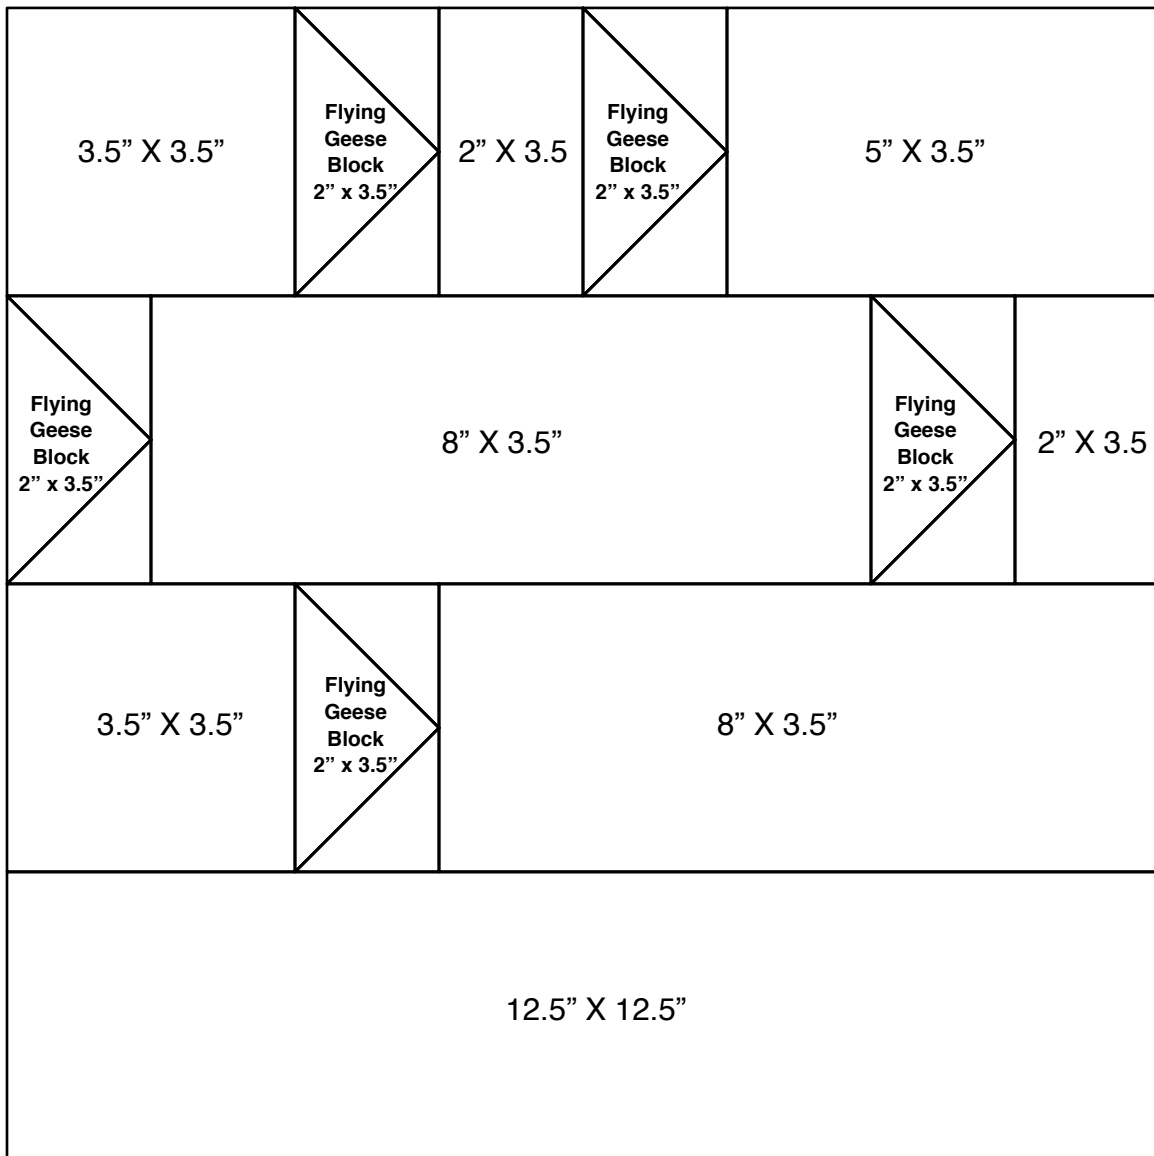 3.5” X 3.5”
Flying
Geese
Block
2” x 3.5”
2” X 3.5
Flying
Geese
Block
2” x 3.5”
5” X 3.5”
Flying
Geese
Block
2” x 3.5”
8” X 3.5”
Flying
Geese
Block
2” x 3.5”
2” X 3.5
3.5” X 3.5”
Flying
Geese
Block
2” x 3.5”
8” X 3.5”
12.5” X 12.5”